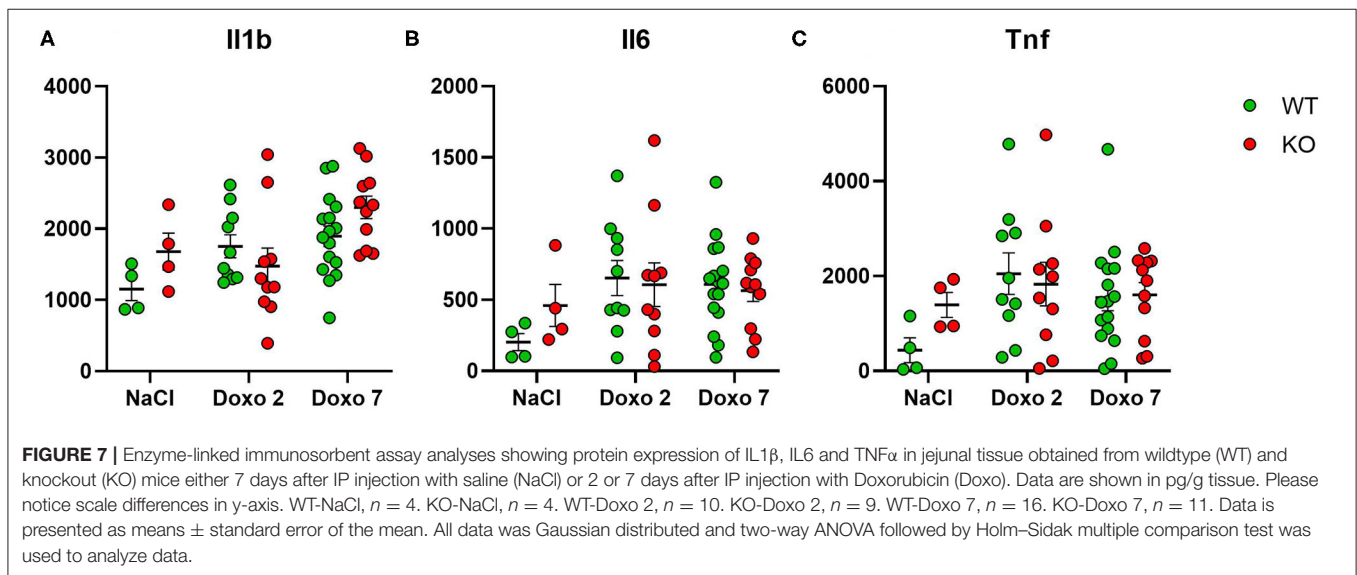 A
Il1b
B
Il6
C
Tnf
4000
3000
2000
1000
0
NaCl
Doxo 2
Doxo 7
2000
1500
1000
500
0
NaCl
Doxo 2
Doxo 7
6000
4000
2000
0
NaCl
Doxo 2
Doxo 7
WT
KO
FIGURE 7 | Enzyme-linked immunosorbent assay analyses showing protein expression of IL1β, IL6 and TNFα in jejunal tissue obtained from wildtype (WT) and
knockout (KO) mice either 7 days after IP injection with saline (NaCl) or 2 or 7 days after IP injection with Doxorubicin (Doxo). Data are shown in pg/g tissue. Please
notice scale differences in y-axis. WT-NaCl, n = 4. KO-NaCl, n = 4. WT-Doxo 2, n = 10. KO-Doxo 2, n = 9. WT-Doxo 7, n = 16. KO-Doxo 7, n = 11. Data is
presented as means ± standard error of the mean. All data was Gaussian distributed and two-way ANOVA followed by Holm–Sidak multiple comparison test was
used to analyze data.